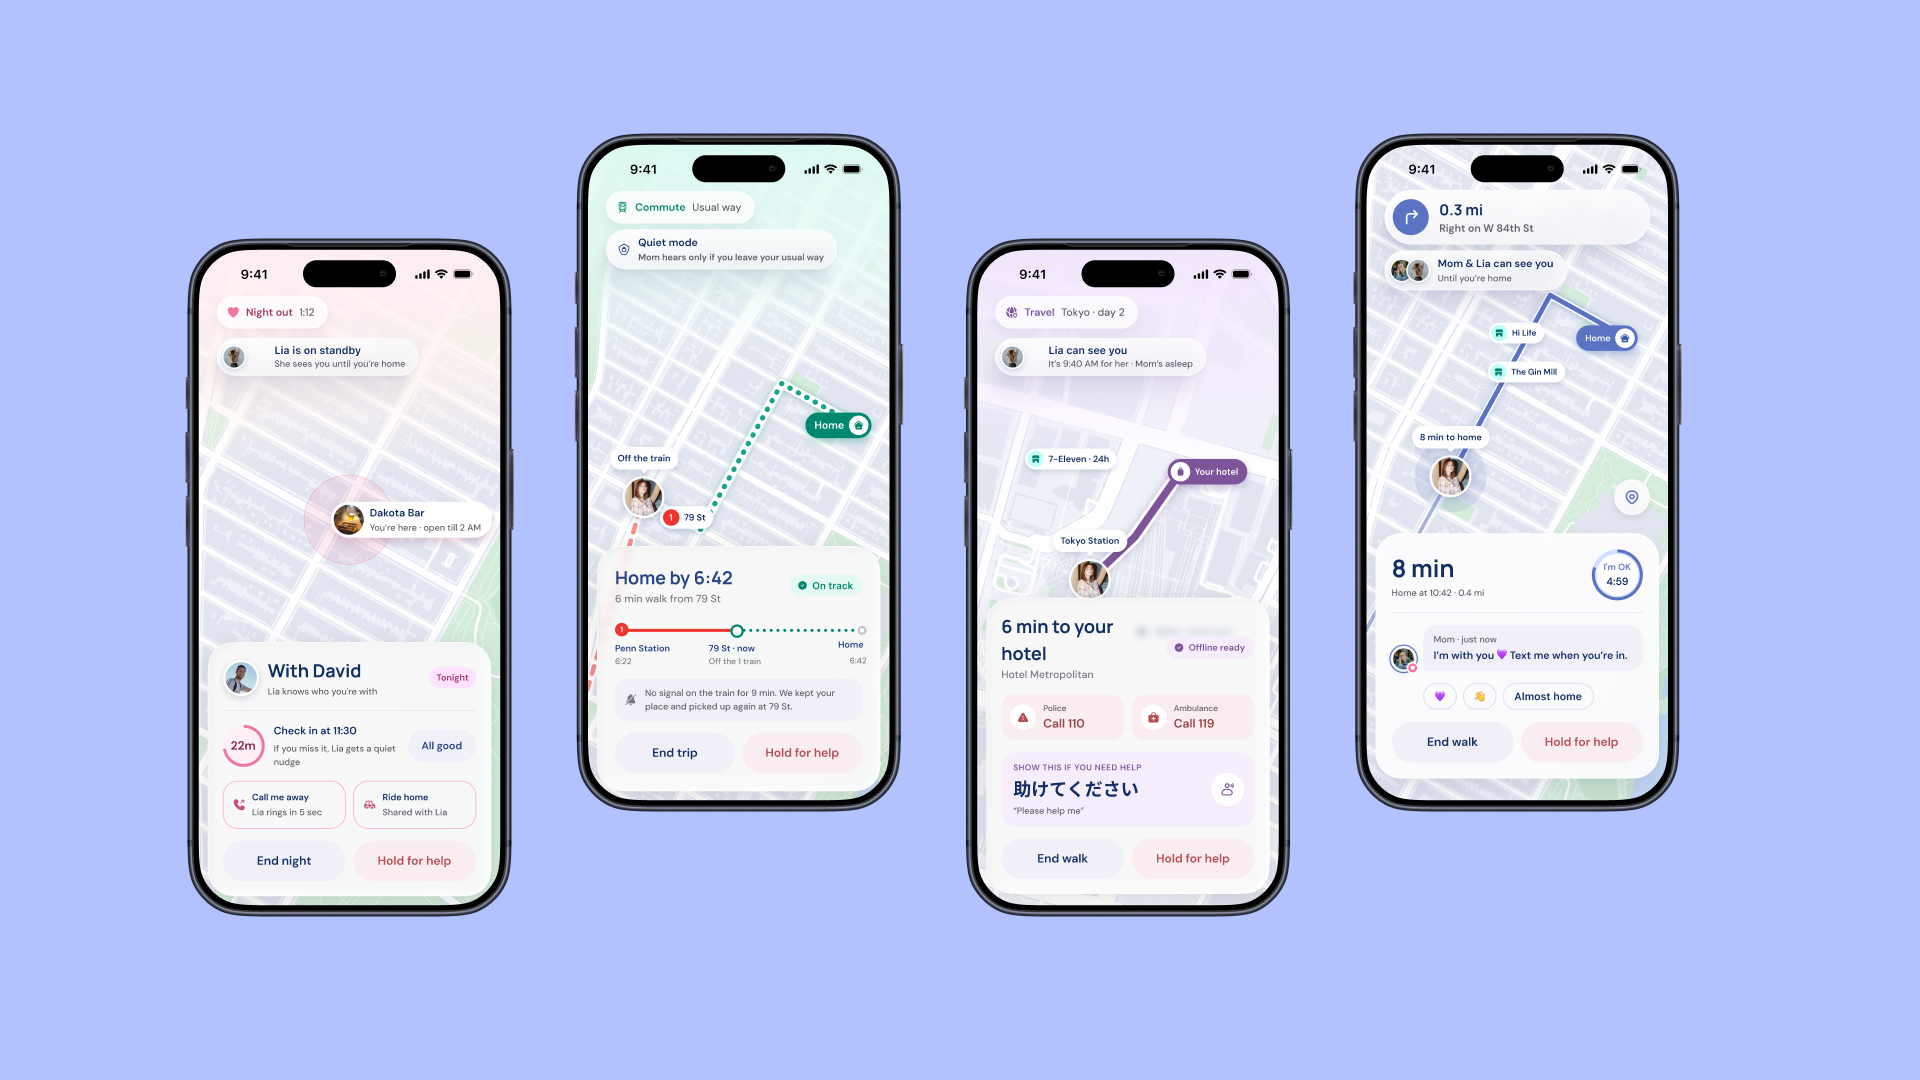 9:41
Night out 1:12
Lia is on standby
She sees you until you're home
Dakota Bar
You're here · open till 2 AM
With David
Lia knows who you're with
Tonight
22m
Check in at 11:30
If you miss it, Lia gets a quiet
nudge
All good
Call me away
Lia rings in 5 sec
Ride home
Shared with Lia
End night
Hold for help
9:41
Commute Usual way
Quiet mode
Mom hears only if you leave your usual way
Home
Off the train
1 79 St
Home by 6:42
6 min walk from 79 St
On track
1
Penn Station
6:22
79 St · now
Off the 1 train
Home
6:42
No signal on the train for 9 min. We kept your
place and picked up again at 79 St.
End trip
Hold for help
9:41
Travel Tokyo · day 2
Lia can see you
It's 9:40 AM for her · Mom's asleep
7-Eleven · 24h
Your hotel
Tokyo Station
6 min to your
hotel
Hotel Metropolitan
Offline ready
Police
Call 110
Ambulance
Call 119
SHOW THIS IF YOU NEED HELP
助けてください
"Please help me"
End walk
Hold for help
9:41
0.3 mi
Right on W 84th St
Mom & Lia can see you
Until you're home
Hi Life
Home
The Gin Mill
8 min to home
8 min
Home at 10:42 · 0.4 mi
I'm OK
4:59
Mom · just now
I'm with you 💜 Text me when you're in.
💜
👋
Almost home
End walk
Hold for help